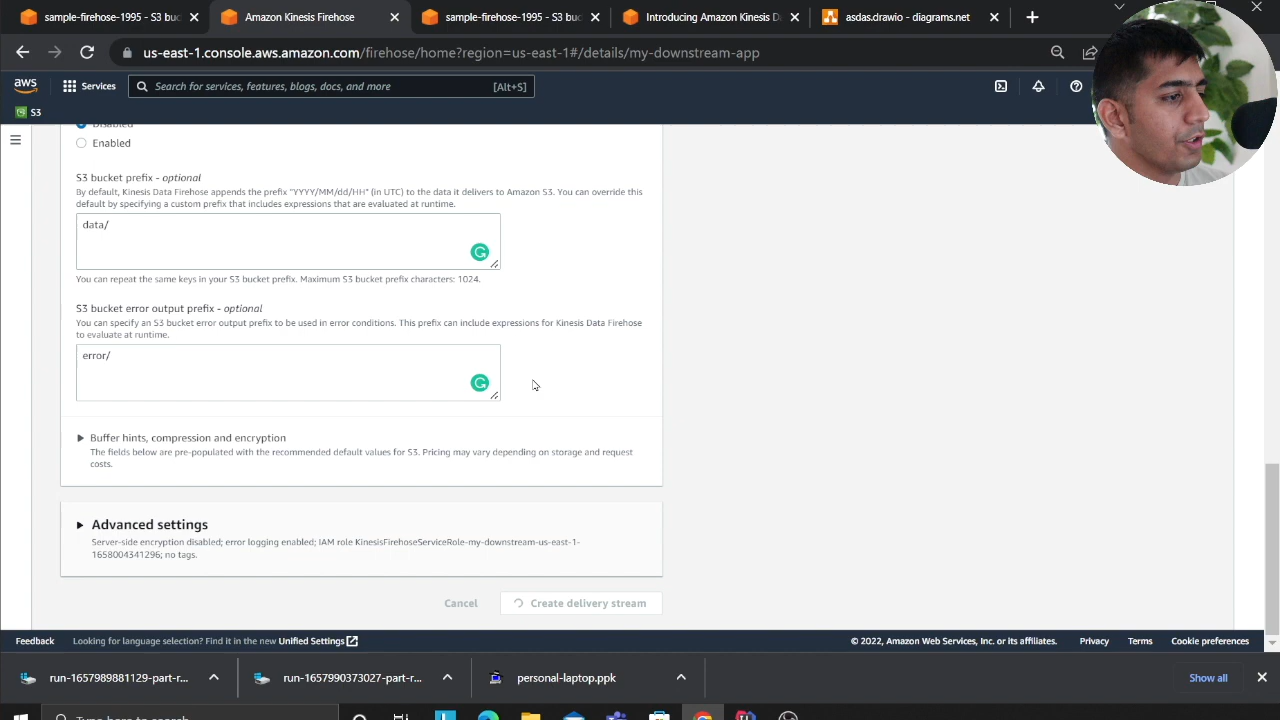 sample-firehose-1995 - S3 buc
Amazon Kinesis Firehose
sample-firehose-1995 - S3 buc
Introducing Amazon Kinesis D
asdas.drawio - diagrams.net
us-east-1.console.aws.amazon.com/firehose/home?region=us-east-1#/details/my-downstream-app
aws
Services
Search for services, features, blogs, docs, and more
[Alt+S]
S3
Disabled
Enabled
S3 bucket prefix - optional
By default, Kinesis Data Firehose appends the prefix "YYYY/MM/dd/HH" (in UTC) to the data it delivers to Amazon S3. You can override this
default by specifying a custom prefix that includes expressions that are evaluated at runtime.
data/
You can repeat the same keys in your S3 bucket prefix. Maximum S3 bucket prefix characters: 1024.
S3 bucket error output prefix - optional
You can specify an S3 bucket error output prefix to be used in error conditions. This prefix can include expressions for Kinesis Data Firehose
to evaluate at runtime.
error/
Buffer hints, compression and encryption
The fields below are pre-populated with the recommended default values for S3. Pricing may vary depending on storage and request
costs.
Advanced settings
Server-side encryption disabled; error logging enabled; IAM role KinesisFirehoseServiceRole-my-downstream-us-east-1-
1658004341296; no tags.
Cancel
Create delivery stream
Feedback
Looking for language selection? Find it in the new Unified Settings
© 2022, Amazon Web Services, Inc. or its affiliates.
Privacy
Terms
Cookie preferences
run-1657989881129-part-r....
run-1657990373027-part-r....
personal-laptop.ppk
Show all
Type here to search